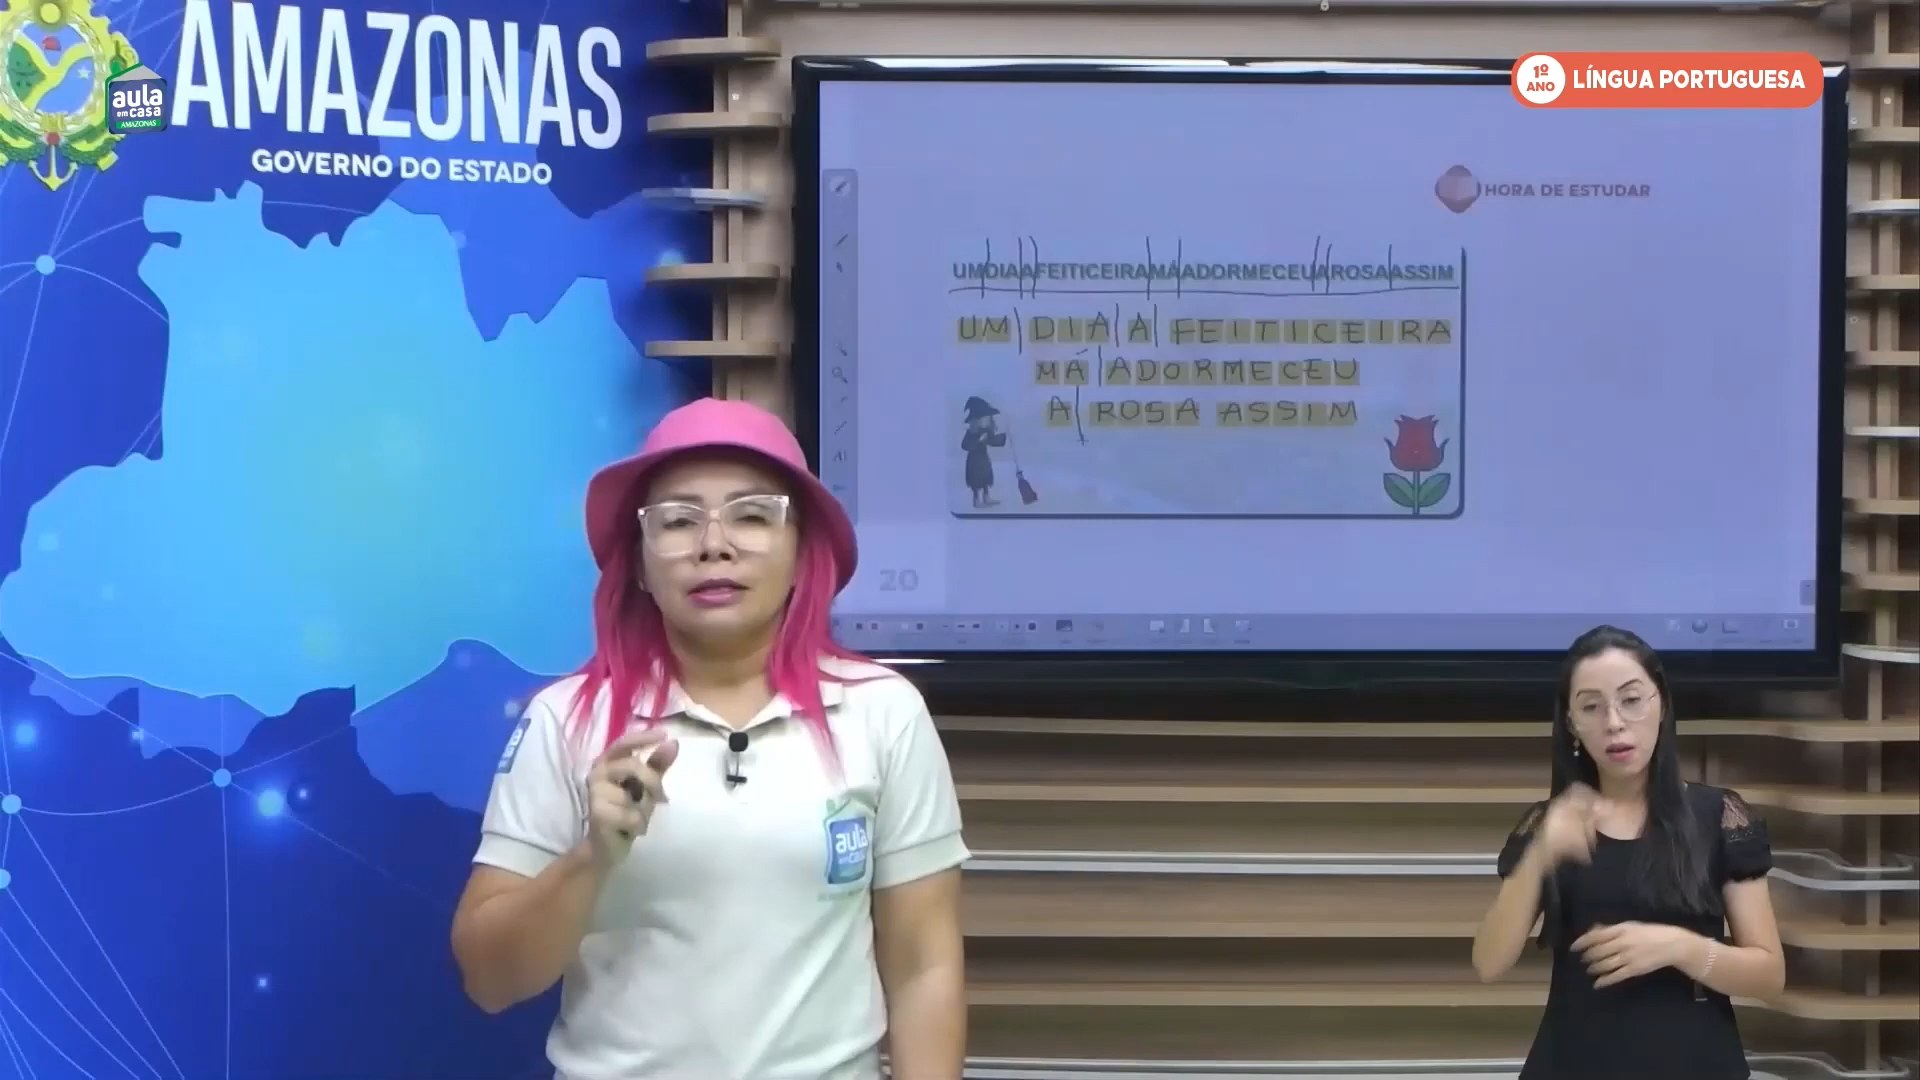 AMAZONAS
GOVERNO DO ESTADO
aula
em casa
AMAZONAS
1º ANO
LÍNGUA PORTUGUESA
HORA DE ESTUDAR
UMDIAAFEITICEIRAMÁADORMECEUAROSAASSIM
UM DIA A FEITICEIRA
MÁ ADORMECEU
A ROSA ASSIM
20
aula
em casa